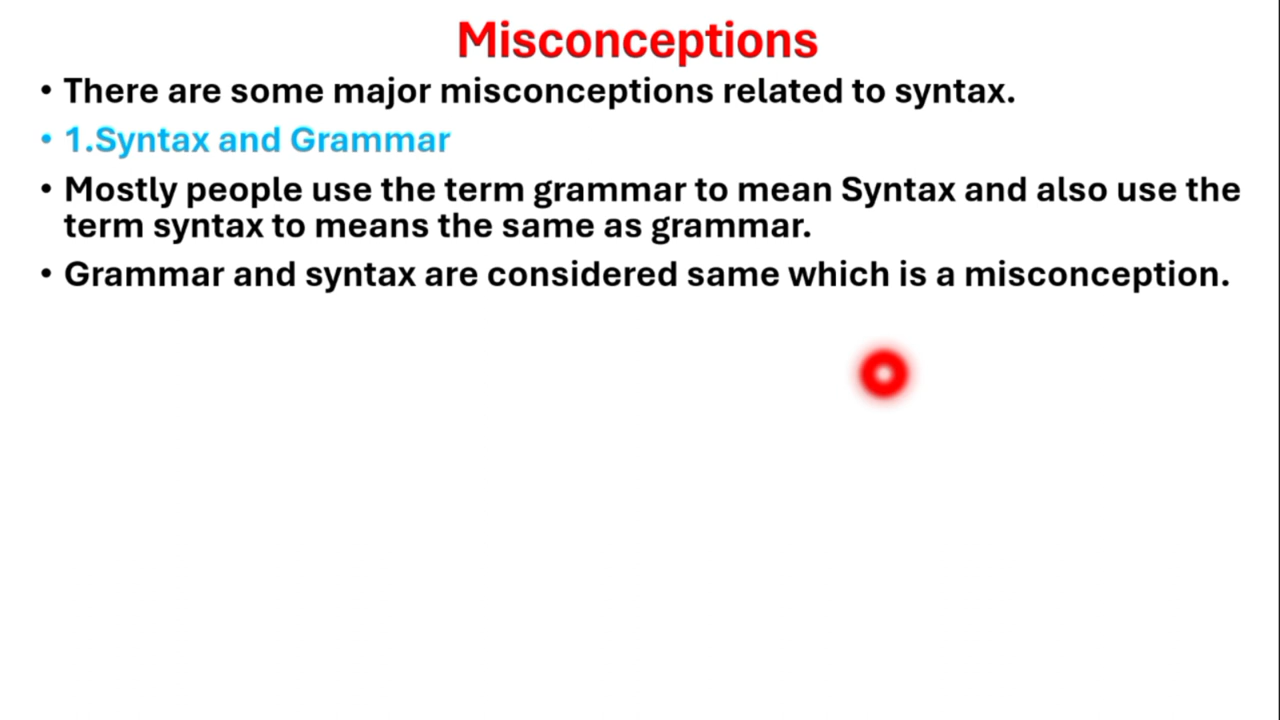 Misconceptions
• There are some major misconceptions related to syntax.
• 1.Syntax and Grammar
• Mostly people use the term grammar to mean Syntax and also use the
term syntax to means the same as grammar.
• Grammar and syntax are considered same which is a misconception.